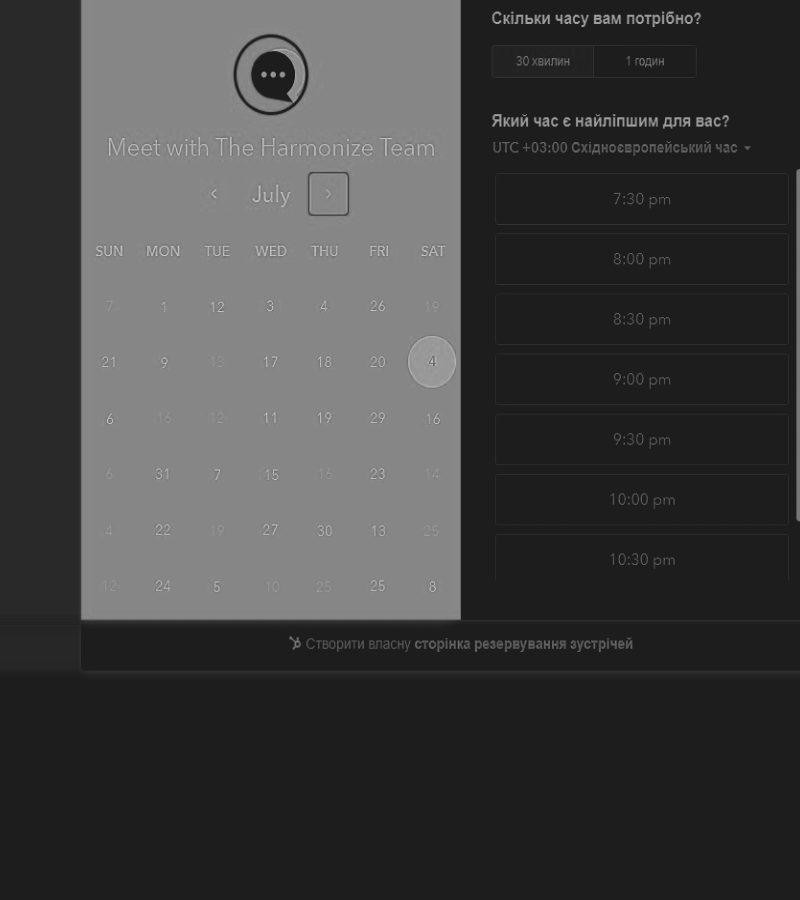 Meet with The Harmonize Team
July
SUN MON TUE WED THU FRI SAT
7 1 12 3 4 26 19
21 9 13 17 18 20 4
6 16 12 11 19 29 16
6 31 7 15 16 23 14
4 22 19 27 30 13 25
12 24 5 10 25 25 8
Скільки часу вам потрібно?
30 хвилин 1 годин
Який час є найліпшим для вас?
UTC +03:00 Східноєвропейський час
7:30 pm
8:00 pm
8:30 pm
9:00 pm
9:30 pm
10:00 pm
10:30 pm
Створити власну сторінка резервування зустрічей